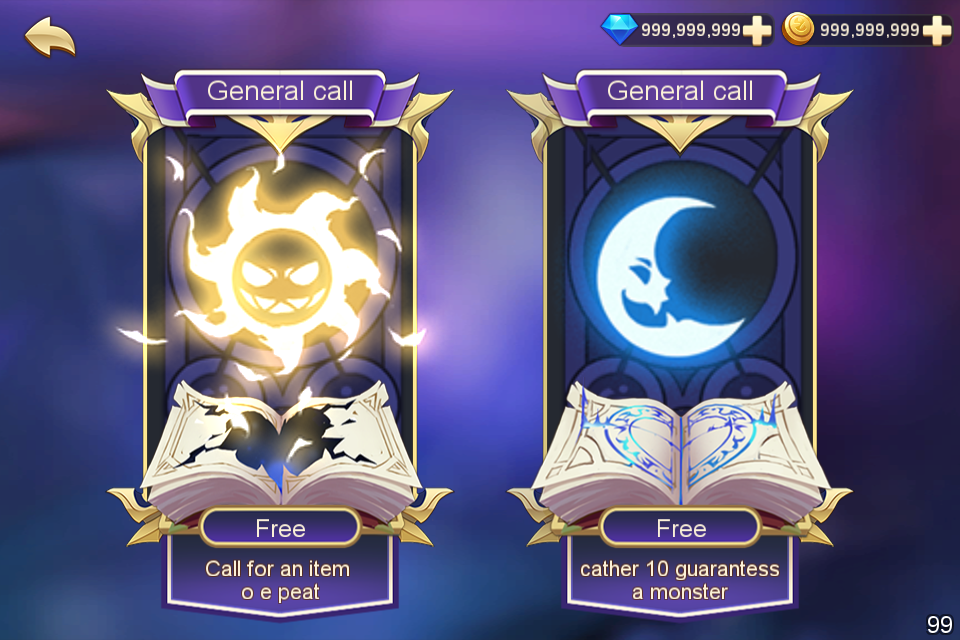 999,999,999 999,999,999
General call
General call
Free
Free
Call for an item
o e peat
cather 10 guarantess
a monster
99